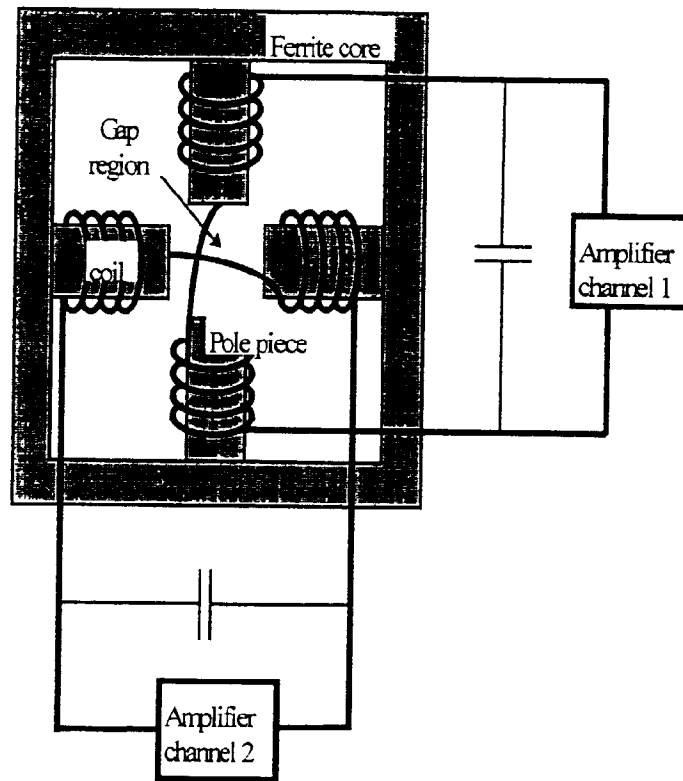 Ferrite core
Gap
region
coil
Pole piece
Amplifier
channel 1
Amplifier
channel 2